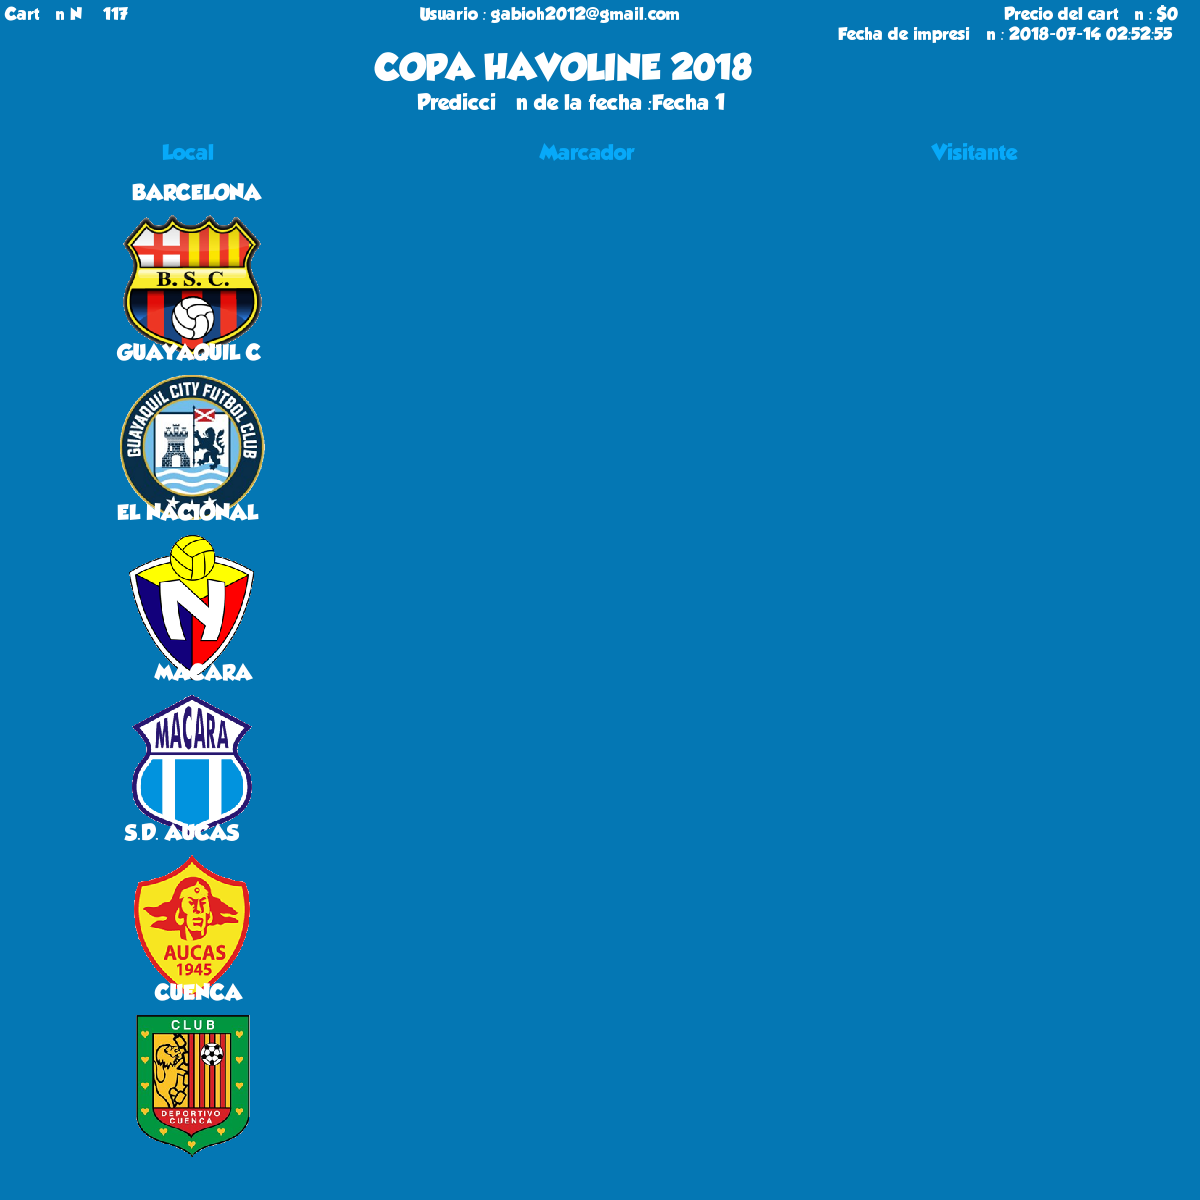 Cart n N 117
Usuario : gabioh2012@gmail.com
Precio del cart n : $0
Fecha de impresi n : 2018-07-14 02:52:55
COPA HAVOLINE 2018
Predicci n de la fecha :Fecha 1
Local Marcador Visitante
BARCELONA
B. S. C.
GUAYAQUIL C
GUAYAQUIL CITY FUTBOL CLUB
EL NACIONAL
N
MACARA
MACARA
S.D. AUCAS
AUCAS
1945
CUENCA
CLUB
DEPORTIVO
CUENCA